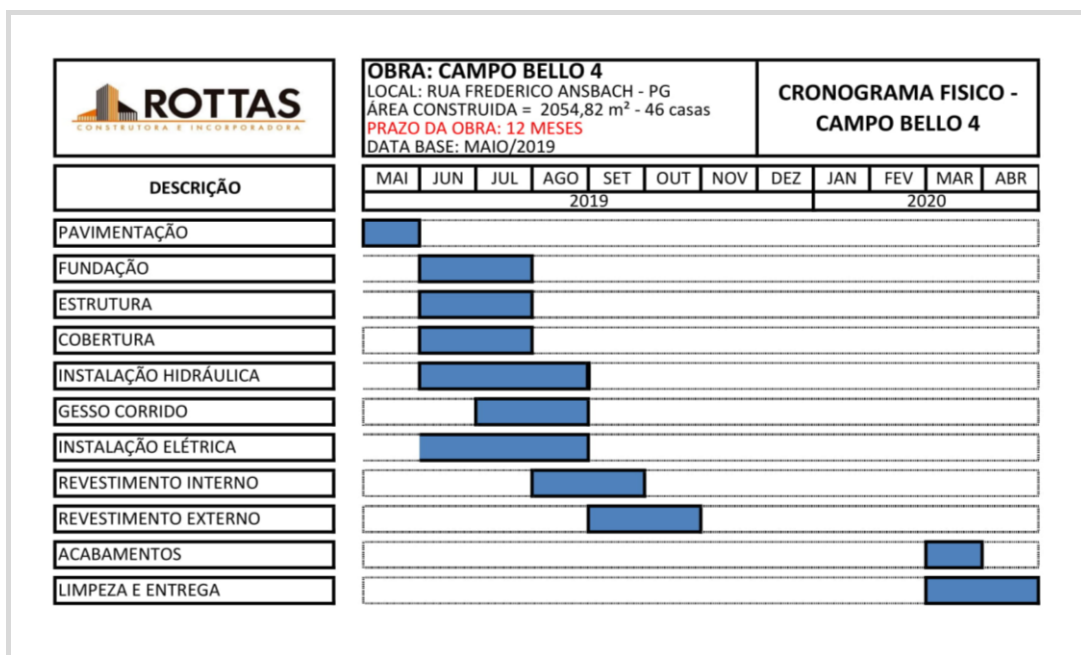 ROTTAS
CONSTRUTORA E INCORPORADORA
OBRA: CAMPO BELLO 4
LOCAL: RUA FREDERICO ANSBACH - PG
ÁREA CONSTRUIDA = 2054,82 m² - 46 casas
PRAZO DA OBRA: 12 MESES
DATA BASE: MAIO/2019
CRONOGRAMA FISICO -
CAMPO BELLO 4
DESCRIÇÃO
MAI JUN JUL AGO SET OUT NOV DEZ JAN FEV MAR ABR
2019 2020
PAVIMENTAÇÃO
FUNDAÇÃO
ESTRUTURA
COBERTURA
INSTALAÇÃO HIDRÁULICA
GESSO CORRIDO
INSTALAÇÃO ELÉTRICA
REVESTIMENTO INTERNO
REVESTIMENTO EXTERNO
ACABAMENTOS
LIMPEZA E ENTREGA